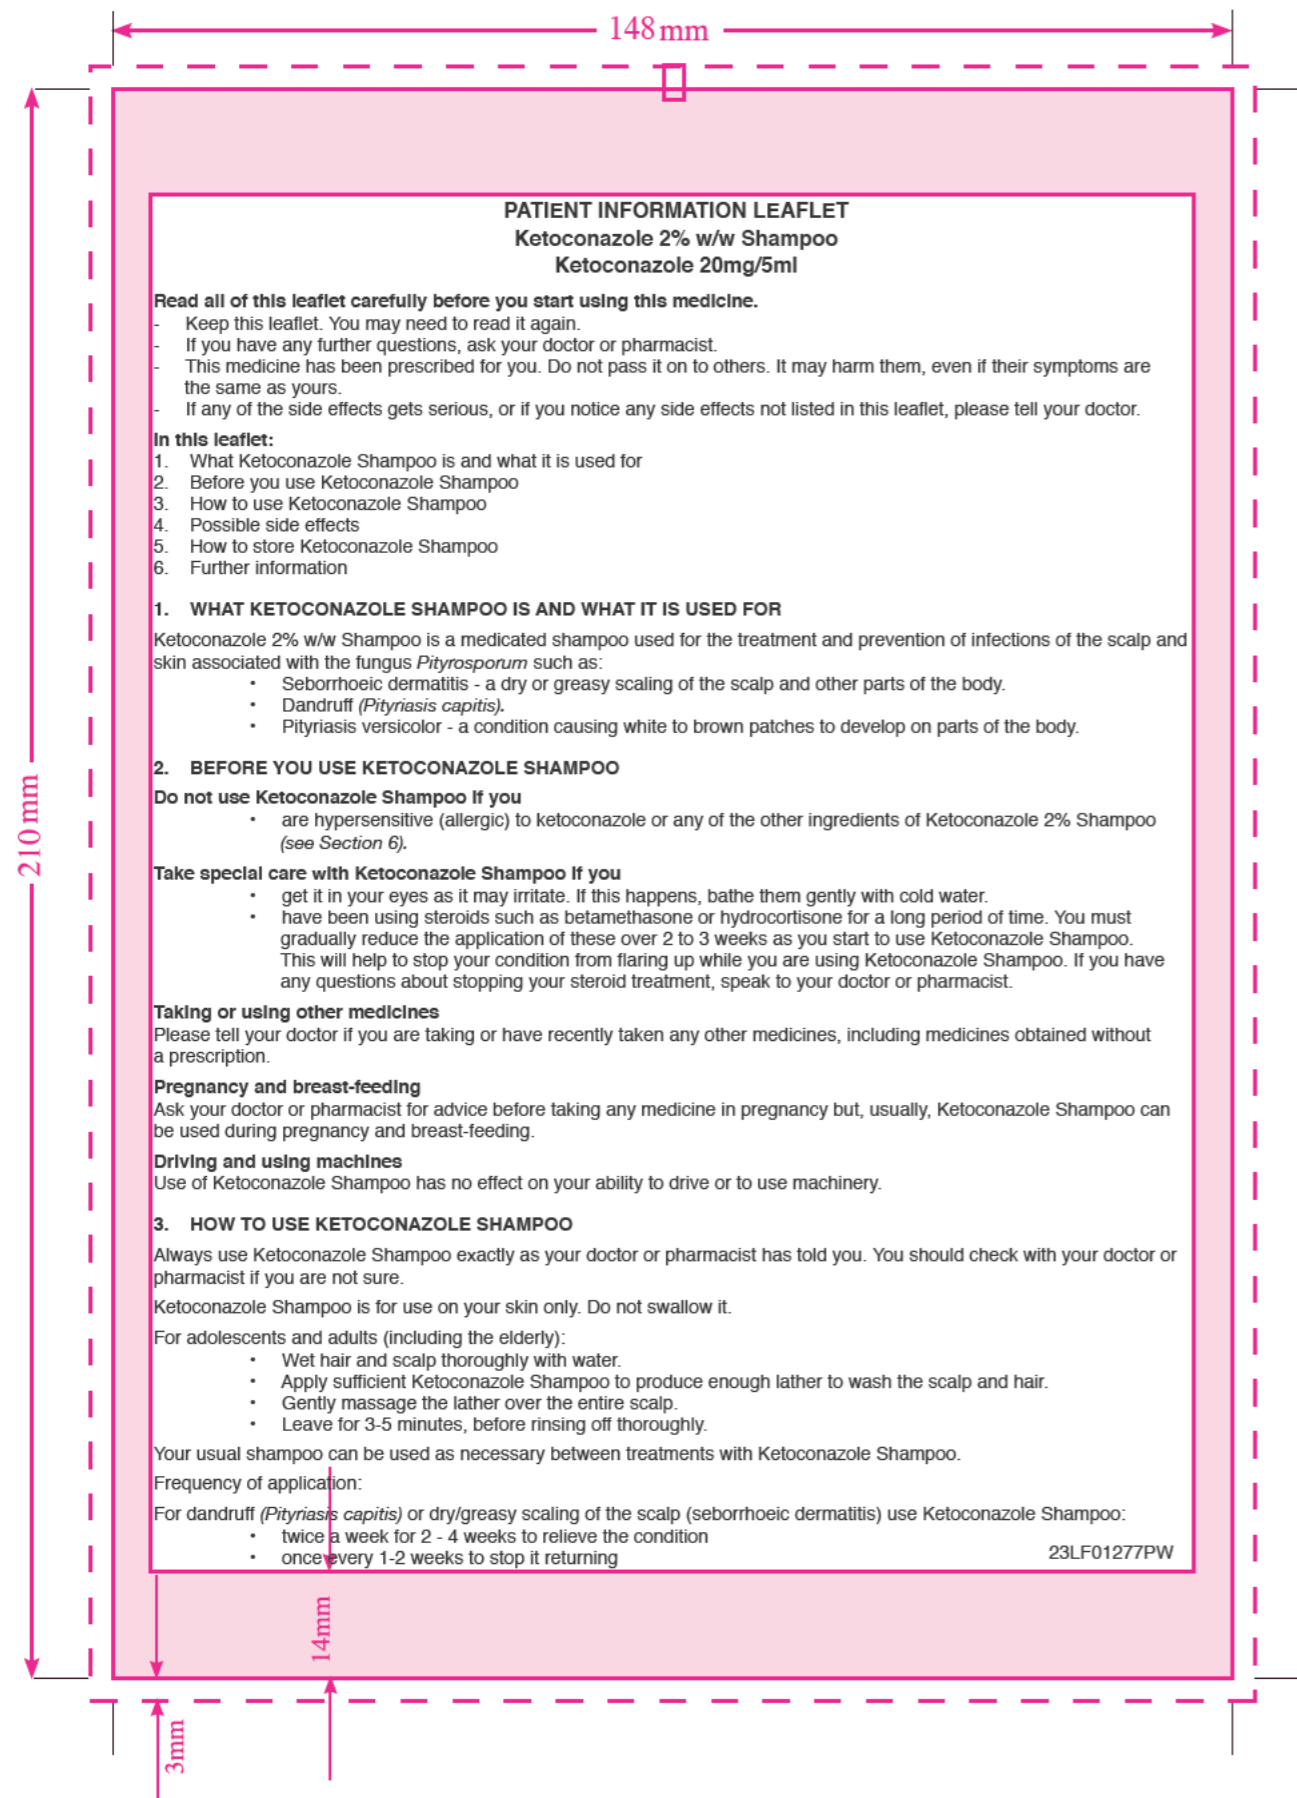 148 mm
PATIENT INFORMATION LEAFLET
Ketoconazole 2% w/w Shampoo
Ketoconazole 20mg/5ml
Read all of this leaflet carefully before you start using this medicine.
- Keep this leaflet. You may need to read it again.
- If you have any further questions, ask your doctor or pharmacist.
- This medicine has been prescribed for you. Do not pass it on to others. It may harm them, even if their symptoms are
the same as yours.
- If any of the side effects gets serious, or if you notice any side effects not listed in this leaflet, please tell your doctor.
In this leaflet:
1. What Ketoconazole Shampoo is and what it is used for
2. Before you use Ketoconazole Shampoo
3. How to use Ketoconazole Shampoo
4. Possible side effects
5. How to store Ketoconazole Shampoo
6. Further information
1. WHAT KETOCONAZOLE SHAMPOO IS AND WHAT IT IS USED FOR
Ketoconazole 2% w/w Shampoo is a medicated shampoo used for the treatment and prevention of infections of the scalp and
skin associated with the fungus Pityrosporum such as:
• Seborrhoeic dermatitis - a dry or greasy scaling of the scalp and other parts of the body.
• Dandruff (Pityriasis capitis).
• Pityriasis versicolor - a condition causing white to brown patches to develop on parts of the body.
2. BEFORE YOU USE KETOCONAZOLE SHAMPOO
Do not use Ketoconazole Shampoo if you
• are hypersensitive (allergic) to ketoconazole or any of the other ingredients of Ketoconazole 2% Shampoo
(see Section 6).
Take special care with Ketoconazole Shampoo if you
• get it in your eyes as it may irritate. If this happens, bathe them gently with cold water.
• have been using steroids such as betamethasone or hydrocortisone for a long period of time. You must
gradually reduce the application of these over 2 to 3 weeks as you start to use Ketoconazole Shampoo.
This will help to stop your condition from flaring up while you are using Ketoconazole Shampoo. If you have
any questions about stopping your steroid treatment, speak to your doctor or pharmacist.
Taking or using other medicines
Please tell your doctor if you are taking or have recently taken any other medicines, including medicines obtained without
a prescription.
Pregnancy and breast-feeding
Ask your doctor or pharmacist for advice before taking any medicine in pregnancy but, usually, Ketoconazole Shampoo can
be used during pregnancy and breast-feeding.
Driving and using machines
Use of Ketoconazole Shampoo has no effect on your ability to drive or to use machinery.
3. HOW TO USE KETOCONAZOLE SHAMPOO
Always use Ketoconazole Shampoo exactly as your doctor or pharmacist has told you. You should check with your doctor or
pharmacist if you are not sure.
Ketoconazole Shampoo is for use on your skin only. Do not swallow it.
For adolescents and adults (including the elderly):
• Wet hair and scalp thoroughly with water.
• Apply sufficient Ketoconazole Shampoo to produce enough lather to wash the scalp and hair.
• Gently massage the lather over the entire scalp.
• Leave for 3-5 minutes, before rinsing off thoroughly.
Your usual shampoo can be used as necessary between treatments with Ketoconazole Shampoo.
Frequency of application:
For dandruff (Pityriasis capitis) or dry/greasy scaling of the scalp (seborrhoeic dermatitis) use Ketoconazole Shampoo:
• twice a week for 2 - 4 weeks to relieve the condition
• once every 1-2 weeks to stop it returning
23LF01277PW
210 mm
14mm
3mm